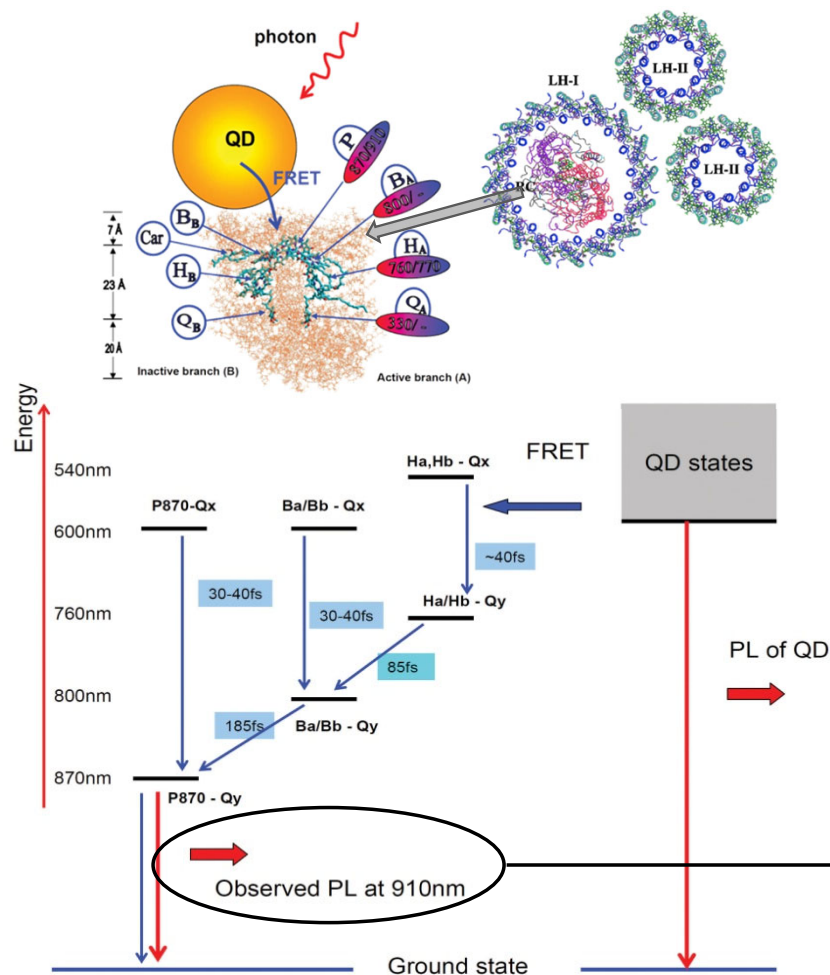 photon
QD
FRET
P
870/910
B_A
800/-
H_A
760/770
Q_A
330/-
B_B
Car
H_B
Q_B
7 Å
23 Å
20 Å
Inactive branch (B)
Active branch (A)
LH-I
RC
LH-II
LH-II
Energy
540nm
600nm
760nm
800nm
870nm
P870-Qx
Ba/Bb - Qx
Ha,Hb - Qx
FRET
QD states
30-40fs
30-40fs
~40fs
Ha/Hb - Qy
85fs
Ba/Bb - Qy
185fs
P870 - Qy
PL of QD
Observed PL at 910nm
Ground state